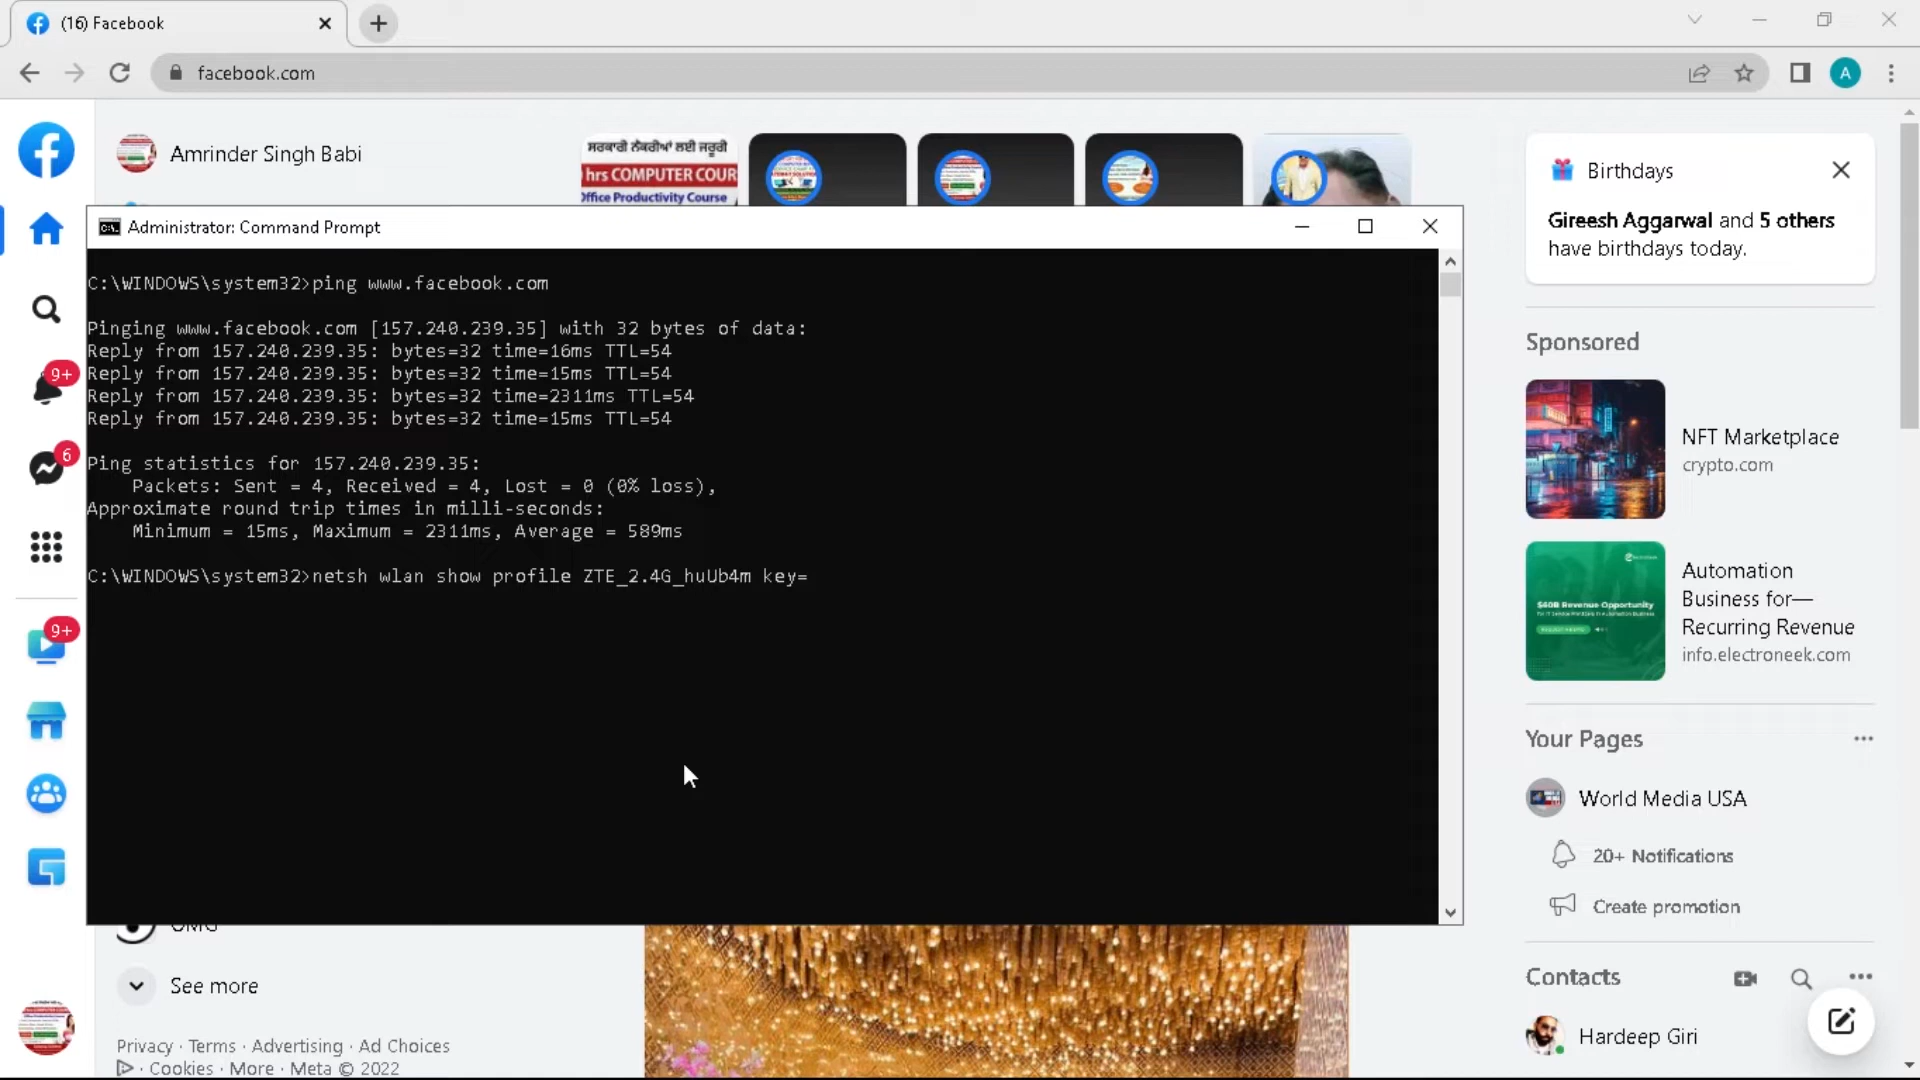 (16) Facebook
facebook.com
A
Amrinder Singh Babi
ਸਰਕਾਰੀ ਨੌਕਰੀਆਂ ਲਈ ਜਰੂਰੀ
hrs COMPUTER COUR
Office Productivity Course
Birthdays
Gireesh Aggarwal and 5 others
have birthdays today.
Administrator: Command Prompt
C:\WINDOWS\system32>ping www.facebook.com
Pinging www.facebook.com [157.240.239.35] with 32 bytes of data:
Reply from 157.240.239.35: bytes=32 time=16ms TTL=54
Reply from 157.240.239.35: bytes=32 time=15ms TTL=54
Reply from 157.240.239.35: bytes=32 time=2311ms TTL=54
Reply from 157.240.239.35: bytes=32 time=15ms TTL=54
Ping statistics for 157.240.239.35:
Packets: Sent = 4, Received = 4, Lost = 0 (0% loss),
Approximate round trip times in milli-seconds:
Minimum = 15ms, Maximum = 2311ms, Average = 589ms
C:\WINDOWS\system32>netsh wlan show profile ZTE_2.4G_huUb4m key=
9+
6
9+
Sponsored
NFT Marketplace
crypto.com
$60B Revenue Opportunity
Automation
Business for—
Recurring Revenue
info.electroneek.com
Your Pages
World Media USA
20+ Notifications
Create promotion
Contacts
Hardeep Giri
See more
Privacy · Terms · Advertising · Ad Choices
· Cookies · More · Meta © 2022